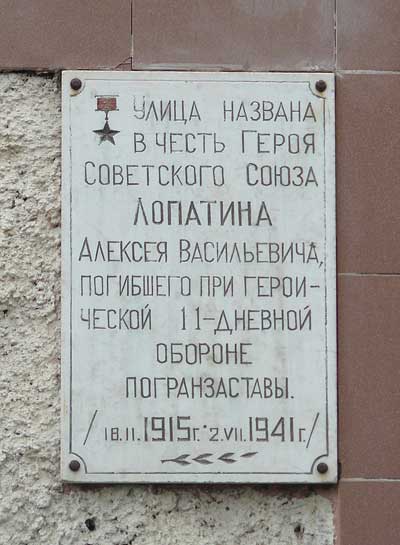 УЛИЦА НАЗВАНА
В ЧЕСТЬ ГЕРОЯ
СОВЕТСКОГО СОЮЗА
ЛОПАТИНА
АЛЕКСЕЯ ВАСИЛЬЕВИЧА,
ПОГИБШЕГО ПРИ ГЕРОИ-
ЧЕСКОЙ 11-ДНЕВНОЙ
ОБОРОНЕ
ПОГРАНЗАСТАВЫ.
/18.II.1915Г.·2.VII.1941Г./